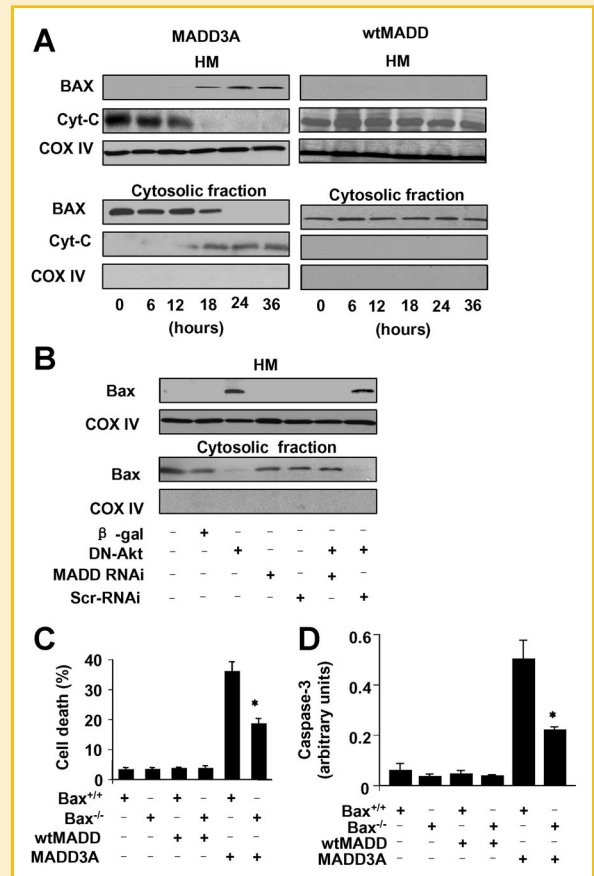 A
MADD3A
wtMADD
HM
HM
BAX
Cyt-C
COX IV
Cytosolic fraction
Cytosolic fraction
BAX
Cyt-C
COX IV
0 6 12 18 24 36
0 6 12 18 24 36
(hours)
(hours)
B
HM
Bax
COX IV
Cytosolic fraction
Bax
COX IV
β -gal − + − − − − −
DN-Akt − − + − − + +
MADD RNAi − − − + − + −
Scr-RNAi − − − − + − +
C
Cell death (%)
40
30
20
10
0
*
Bax+/+ + − + − + −
Bax-/- − + − + − +
wtMADD − − + + − −
MADD3A − − − − + +
D
Caspase-3
(arbitrary units)
0.6
0.4
0.2
0
*
Bax+/+ + − + − + −
Bax-/- − + − + − +
wtMADD − − + + − −
MADD3A − − − − + +